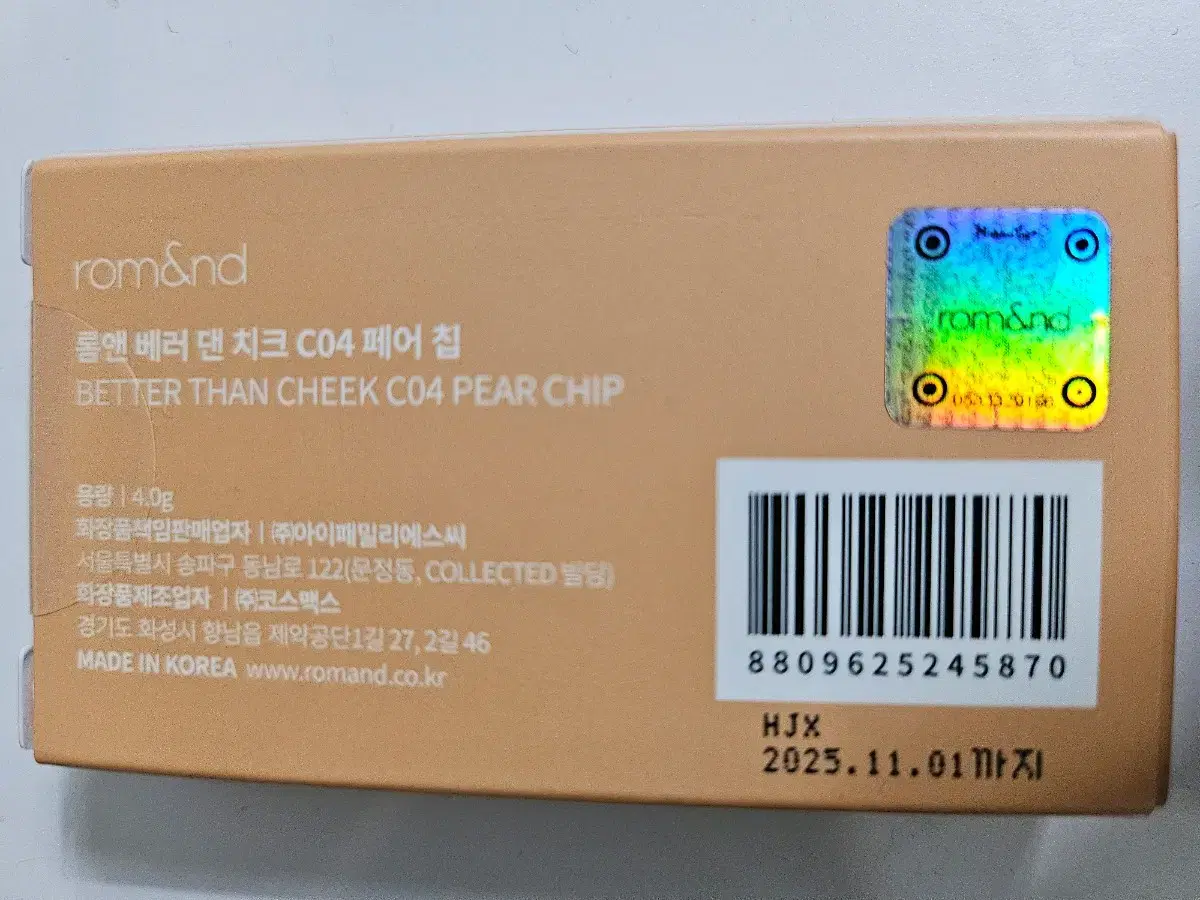 rom&nd
롬앤 베러 댄 치크 C04 페어 칩
BETTER THAN CHEEK C04 PEAR CHIP
용량 | 4.0g
화장품책임판매업자 | ㈜아이패밀리에스씨
서울특별시 송파구 동남로 122(문정동, COLLECTED 빌딩)
화장품제조업자 | ㈜코스맥스
경기도 화성시 향남읍 제약공단1길 27, 2길 46
MADE IN KOREA www.romand.co.kr
rom&nd
8809625245870
HJX
2025.11.01까지